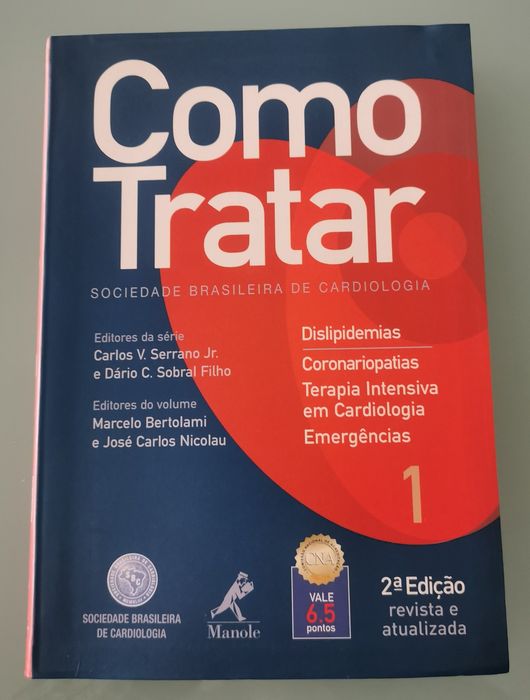 Como
Tratar
SOCIEDADE BRASILEIRA DE CARDIOLOGIA
Editores da série
Carlos V. Serrano Jr.
e Dário C. Sobral Filho
Editores do volume
Marcelo Bertolami
e José Carlos Nicolau
Dislipidemias
Coronariopatias
Terapia Intensiva
em Cardiologia
Emergências
1
SBC
SOCIEDADE BRASILEIRA
DE CARDIOLOGIA
Manole
CNA
VALE
6.5
pontos
2ª Edição
revista e
atualizada